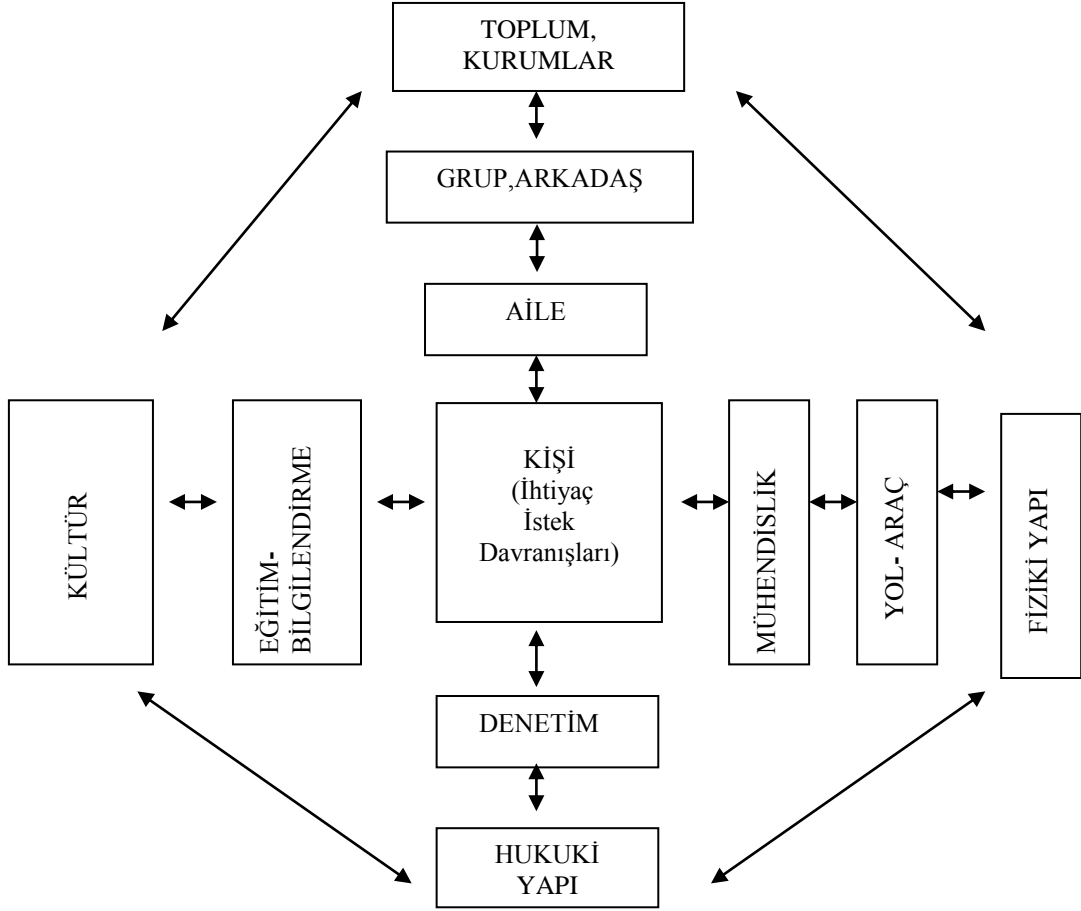 TOPLUM,
KURUMLAR
GRUP,ARKADAŞ
AİLE
KÜLTÜR
EĞİTİM-
BİLGİLENDİRME
KİŞİ
(İhtiyaç
İstek
Davranışları)
MÜHENDİSLİK
YOL- ARAÇ
FİZİKİ YAPI
DENETİM
HUKUKİ
YAPI